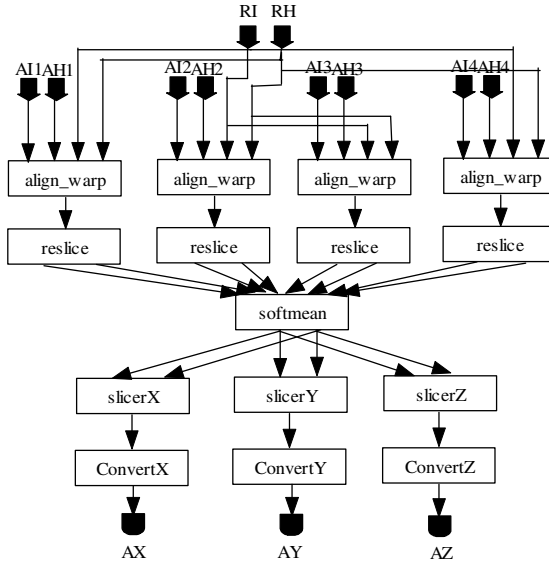 RI RH
AI1 AH1 AI2 AH2 AI3 AH3 AI4 AH4
align_warp align_warp align_warp align_warp
reslice reslice reslice reslice
softmean
slicerX slicerY slicerZ
ConvertX ConvertY ConvertZ
AX AY AZ